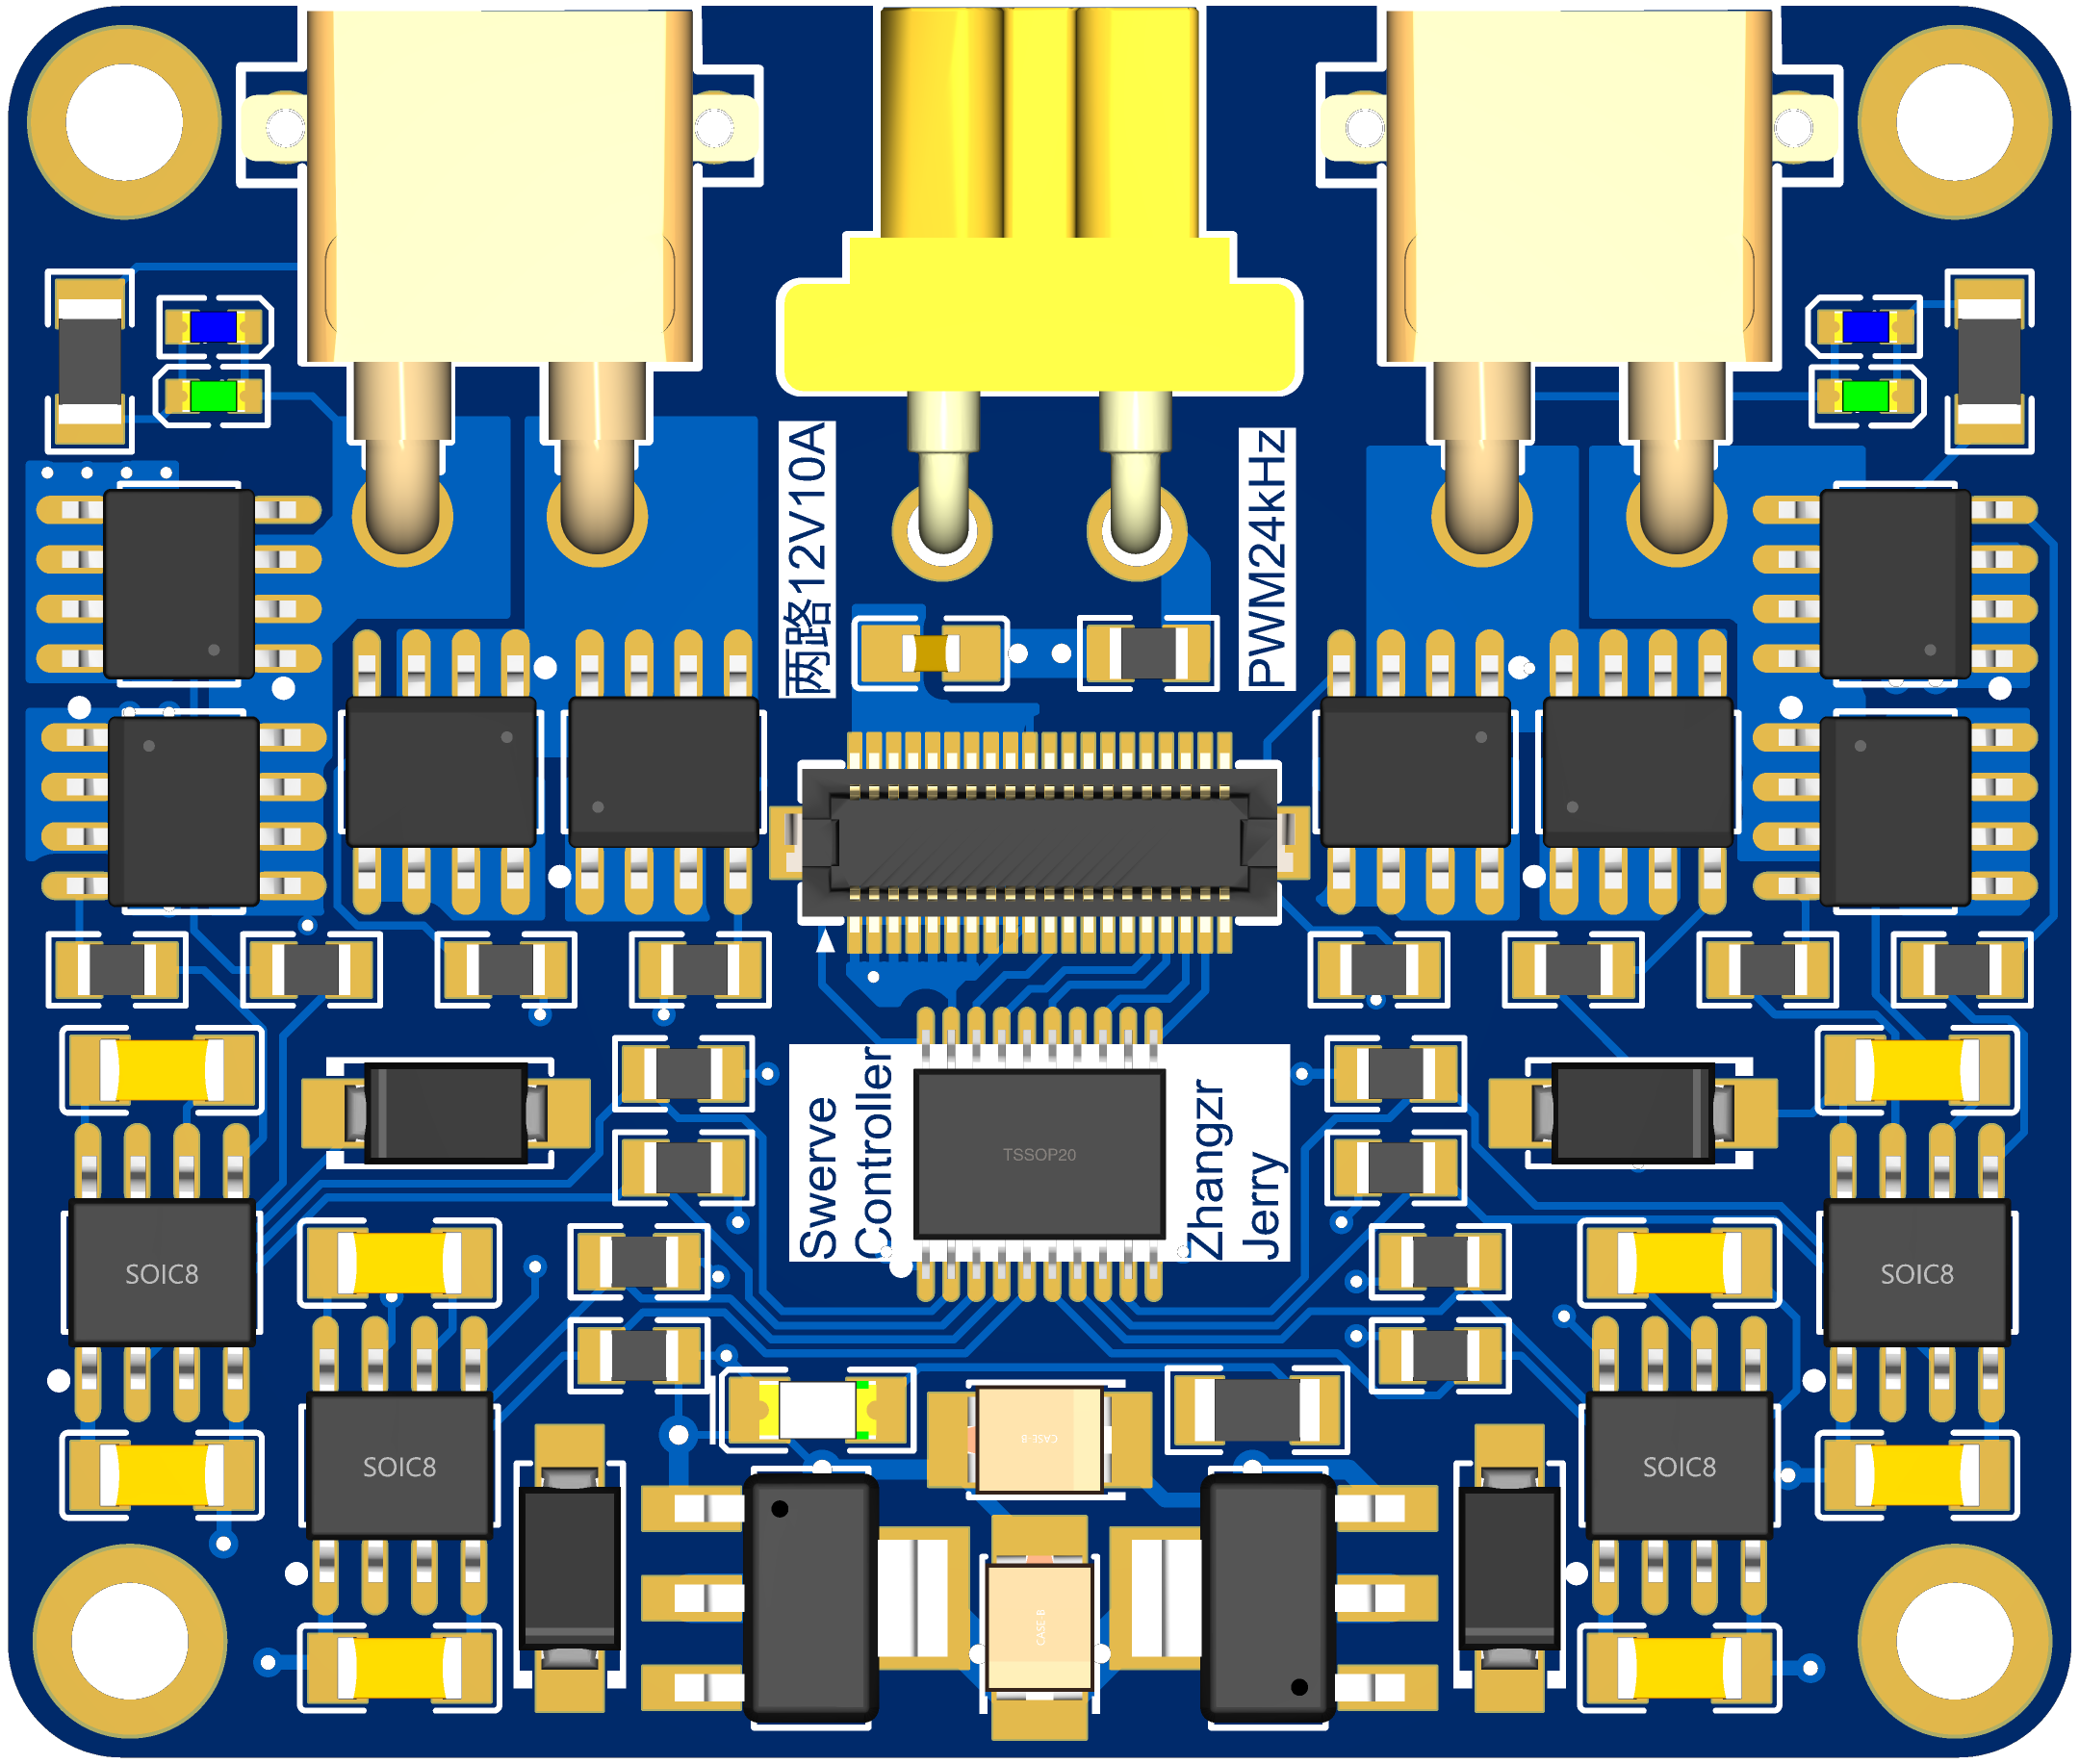 两路12V10A
PWM24kHz
Swerve
Controller
TSSOP20
Zhangzr
Jerry
SOIC8
SOIC8
SOIC8
SOIC8
CASE-B
CASE-B